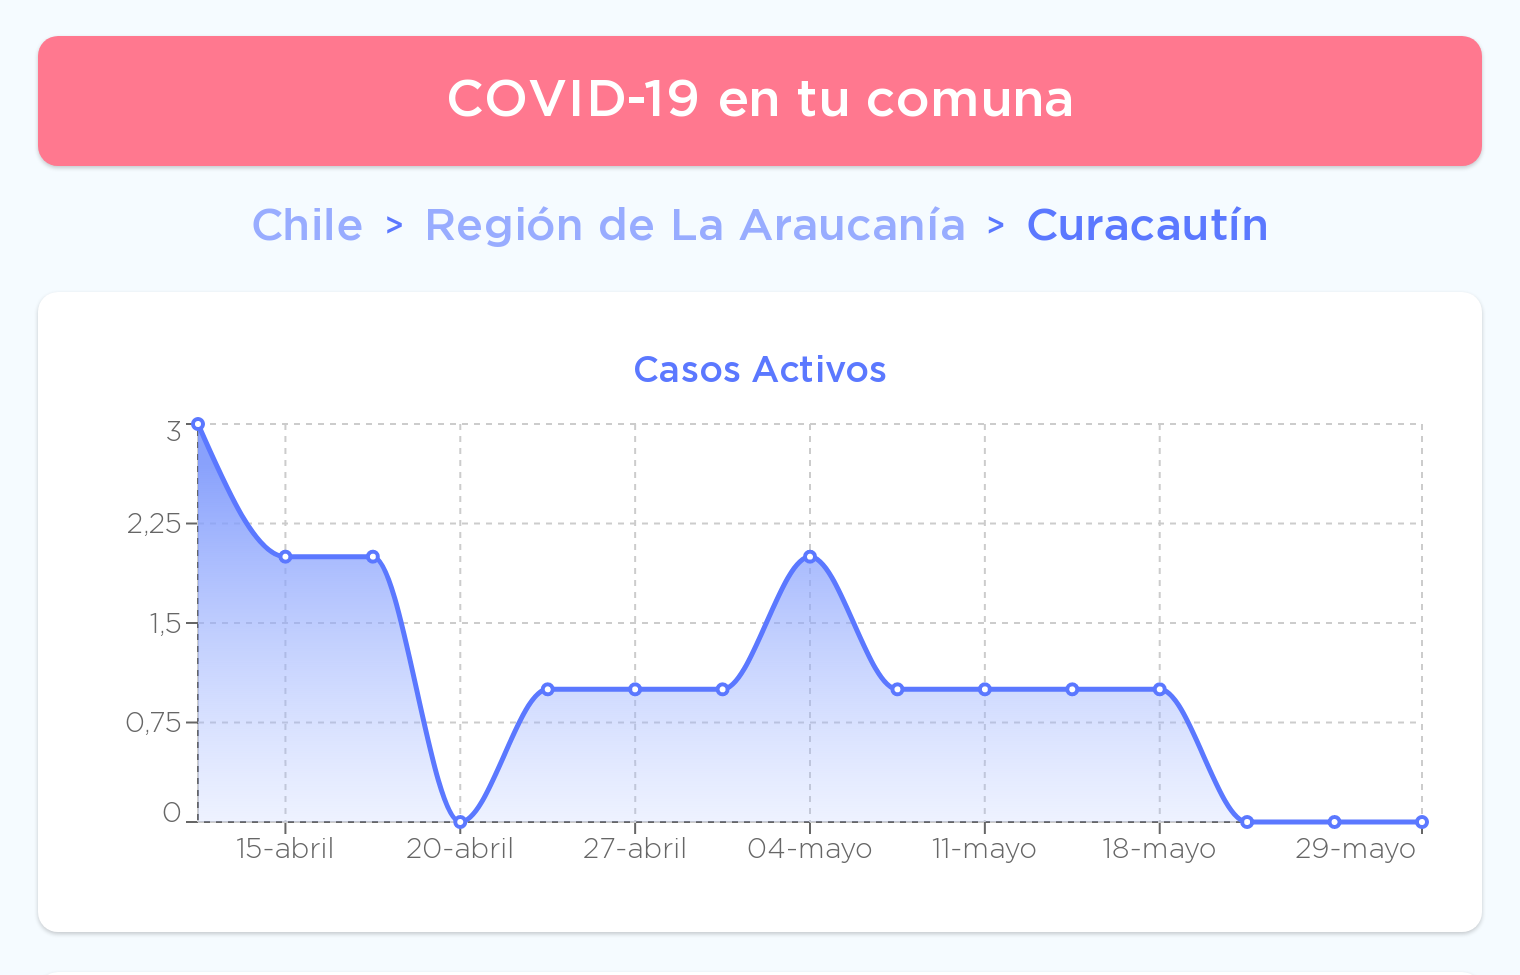 COVID-19 en tu comuna
Chile > Región de La Araucanía > Curacautín
Casos Activos
3
2,25
1,5
0,75
0
15-abril 20-abril 27-abril 04-mayo 11-mayo 18-mayo 29-mayo